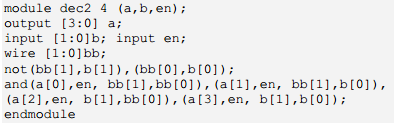 module dec2 4 (a,b,en);
output [3:0] a;
input [1:0]b; input en;
wire [1:0]bb;
not(bb[1],b[1]),(bb[0],b[0]);
and(a[0],en, bb[1],bb[0]),(a[1],en, bb[1],b[0]),
(a[2],en, b[1],bb[0]),(a[3],en, b[1],b[0]);
endmodule